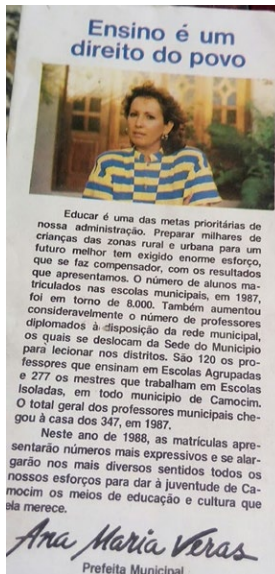 Ensino é um
direito do povo
Educar é uma das metas prioritárias de
nossa administração. Preparar milhares de
crianças das zonas rural e urbana para um
futuro melhor tem exigido enorme esforço,
que se faz compensador, com os resultados
que apresentamos. O número de alunos ma-
triculados nas escolas municipais, em 1987,
foi em torno de 8.000. Também aumentou
consideravelmente o número de professores
diplomados à disposição da rede municipal,
os quais se deslocam da Sede do Município
para lecionar nos distritos. São 120 os pro-
fessores que ensinam em Escolas Agrupadas
e 277 os mestres que trabalham em Escolas
Isoladas, em todo município de Camocim.
O total geral dos professores municipais che-
gou à casa dos 347, em 1987.
Neste ano de 1988, as matrículas apre-
sentarão números mais expressivos e se alar-
garão nos mais diversos sentidos todos os
nossos esforços para dar à juventude de Ca-
mocim os meios de educação e cultura que
ela merece.
Ana Maria Veras
Prefeita Municipal